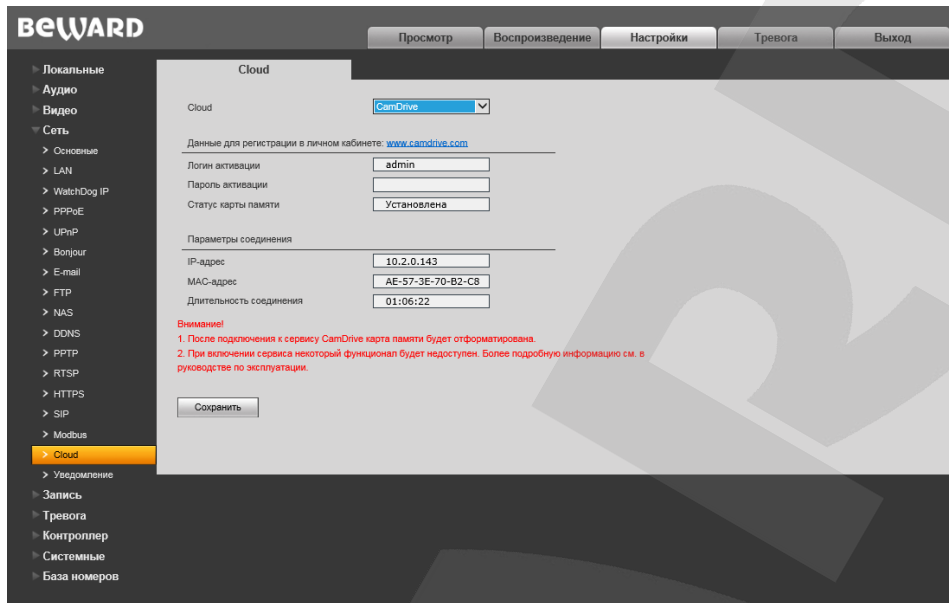 BEWARD
Просмотр
Воспроизведение
Настройки
Тревога
Выход
Локальные
Аудио
Видео
Сеть
Основные
LAN
WatchDog IP
PPPoE
UPnP
Bonjour
E-mail
FTP
NAS
DDNS
PPTP
RTSP
HTTPS
SIP
Modbus
Cloud
Уведомление
Запись
Тревога
Контроллер
Системные
База номеров
Cloud
Cloud CamDrive
Данные для регистрации в личном кабинете: www.camdrive.com
Логин активации admin
Пароль активации
Статус карты памяти Установлена
Параметры соединения
IP-адрес 10.2.0.143
MAC-адрес AE-57-3E-70-B2-C8
Длительность соединения 01:06:22
Внимание!
1. После подключения к сервису CamDrive карта памяти будет отформатирована.
2. При включении сервиса некоторый функционал будет недоступен. Более подробную информацию см. в
руководстве по эксплуатации.
Сохранить